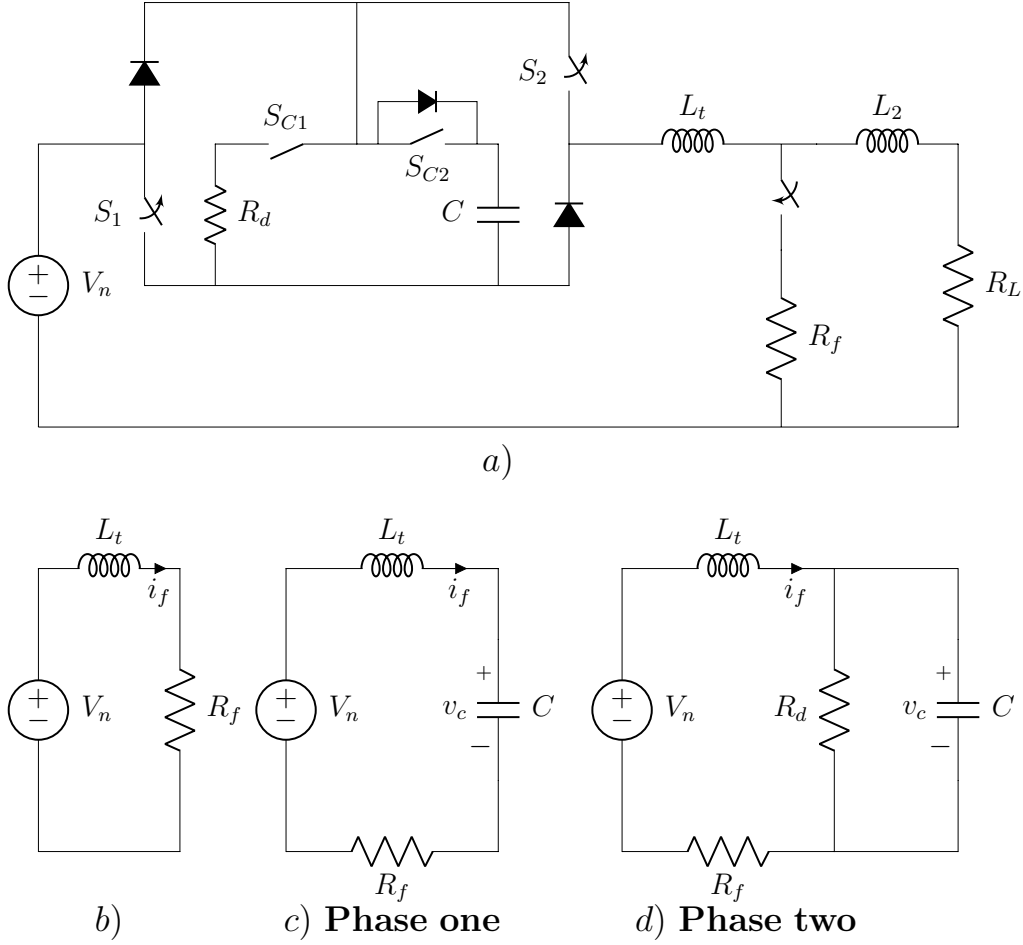 S_2
L_t
L_2
S_{C1}
S_{C2}
S_1
R_d
C
+
−
V_n
R_L
R_f
a)
L_t
i_f
+
−
V_n
R_f
b)
L_t
i_f
+
−
V_n
+
v_c
−
C
R_f
c) Phase one
L_t
i_f
+
−
V_n
R_d
+
v_c
−
C
R_f
d) Phase two